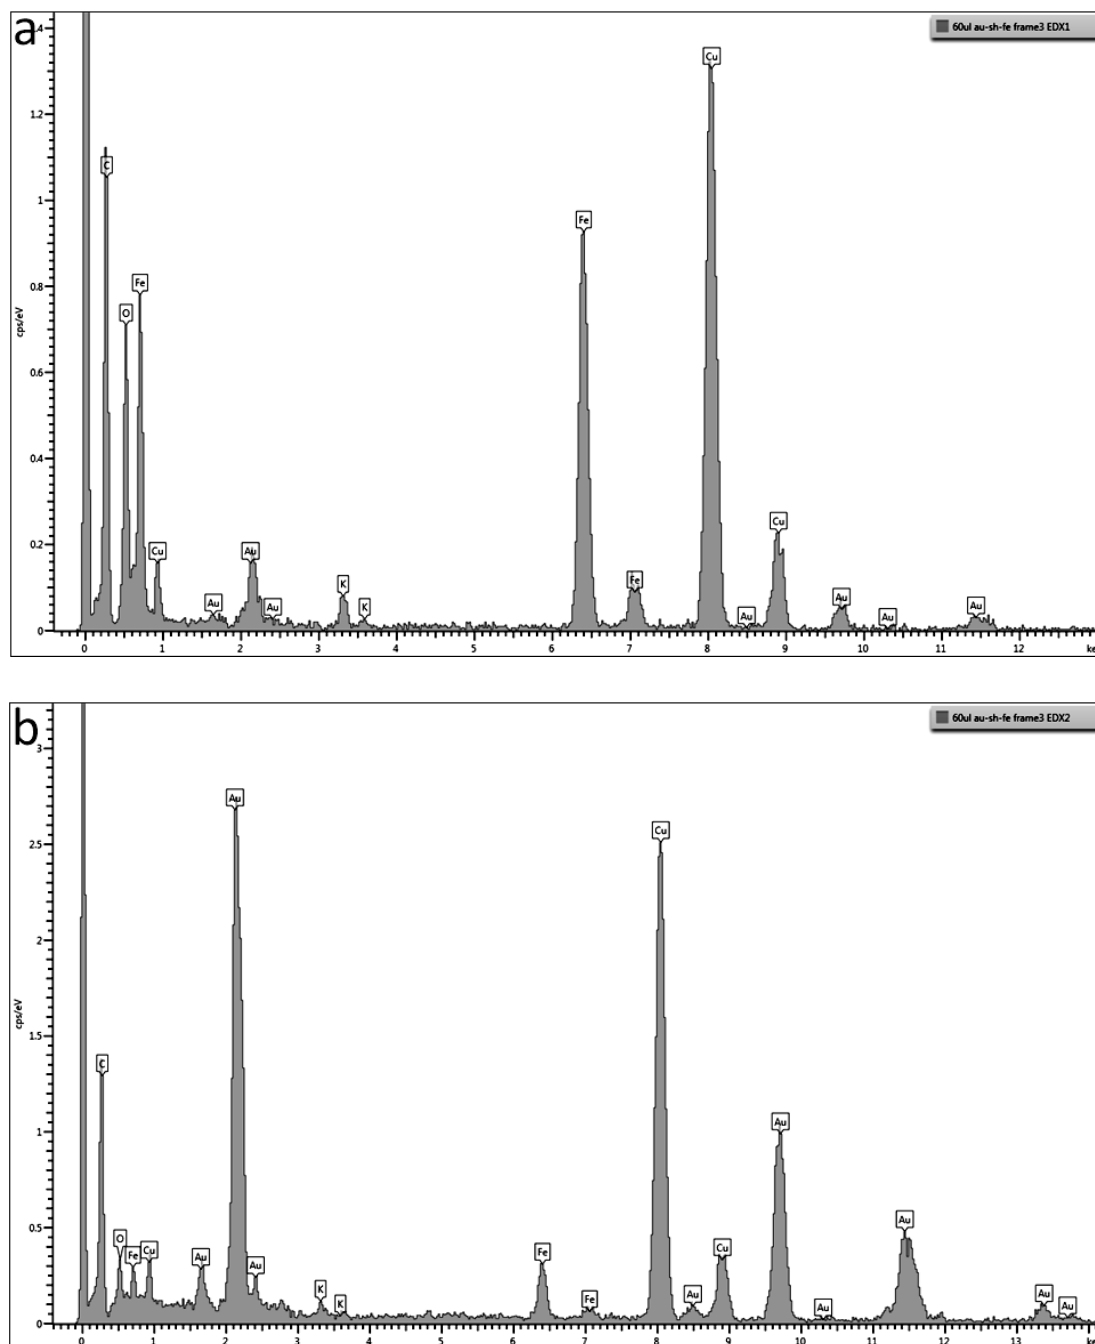 a
60ul au-sh-fe frame3 EDX1
cps/eV
1.4
1.2
1
0.8
0.6
0.4
0.2
0
C
O
Fe
Cu
Au
Au
Au
K
K
Fe
Fe
Cu
Au
Cu
Au
Au
Au
0 1 2 3 4 5 6 7 8 9 10 11 12 ke
b
60ul au-sh-fe frame3 EDX2
cps/eV
3
2.5
2
1.5
1
0.5
0
C
O
Fe
Cu
Au
Au
Au
K
K
Fe
Fe
Cu
Au
Cu
Au
Au
Au
Au
Au
0 1 2 3 4 5 6 7 8 9 10 11 12 13 ke